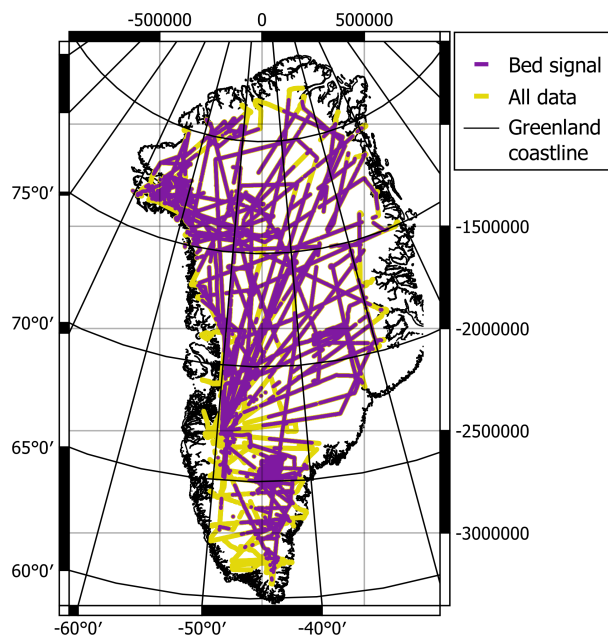 -500000 0 500000
Bed signal
All data
Greenland
coastline
75°0′
-1500000
70°0′
-2000000
65°0′
-2500000
-3000000
60°0′
-60°0′ -50°0′ -40°0′